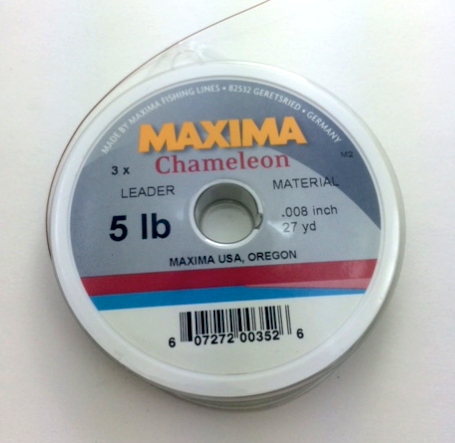 MADE BY MAXIMA FISHING LINES • 82532 GERETSRIED • GERMANY
MAXIMA
Chameleon
M2
3 x
LEADER MATERIAL
5 lb
.008 inch
27 yd
MAXIMA USA, OREGON
6 07272 00352 6